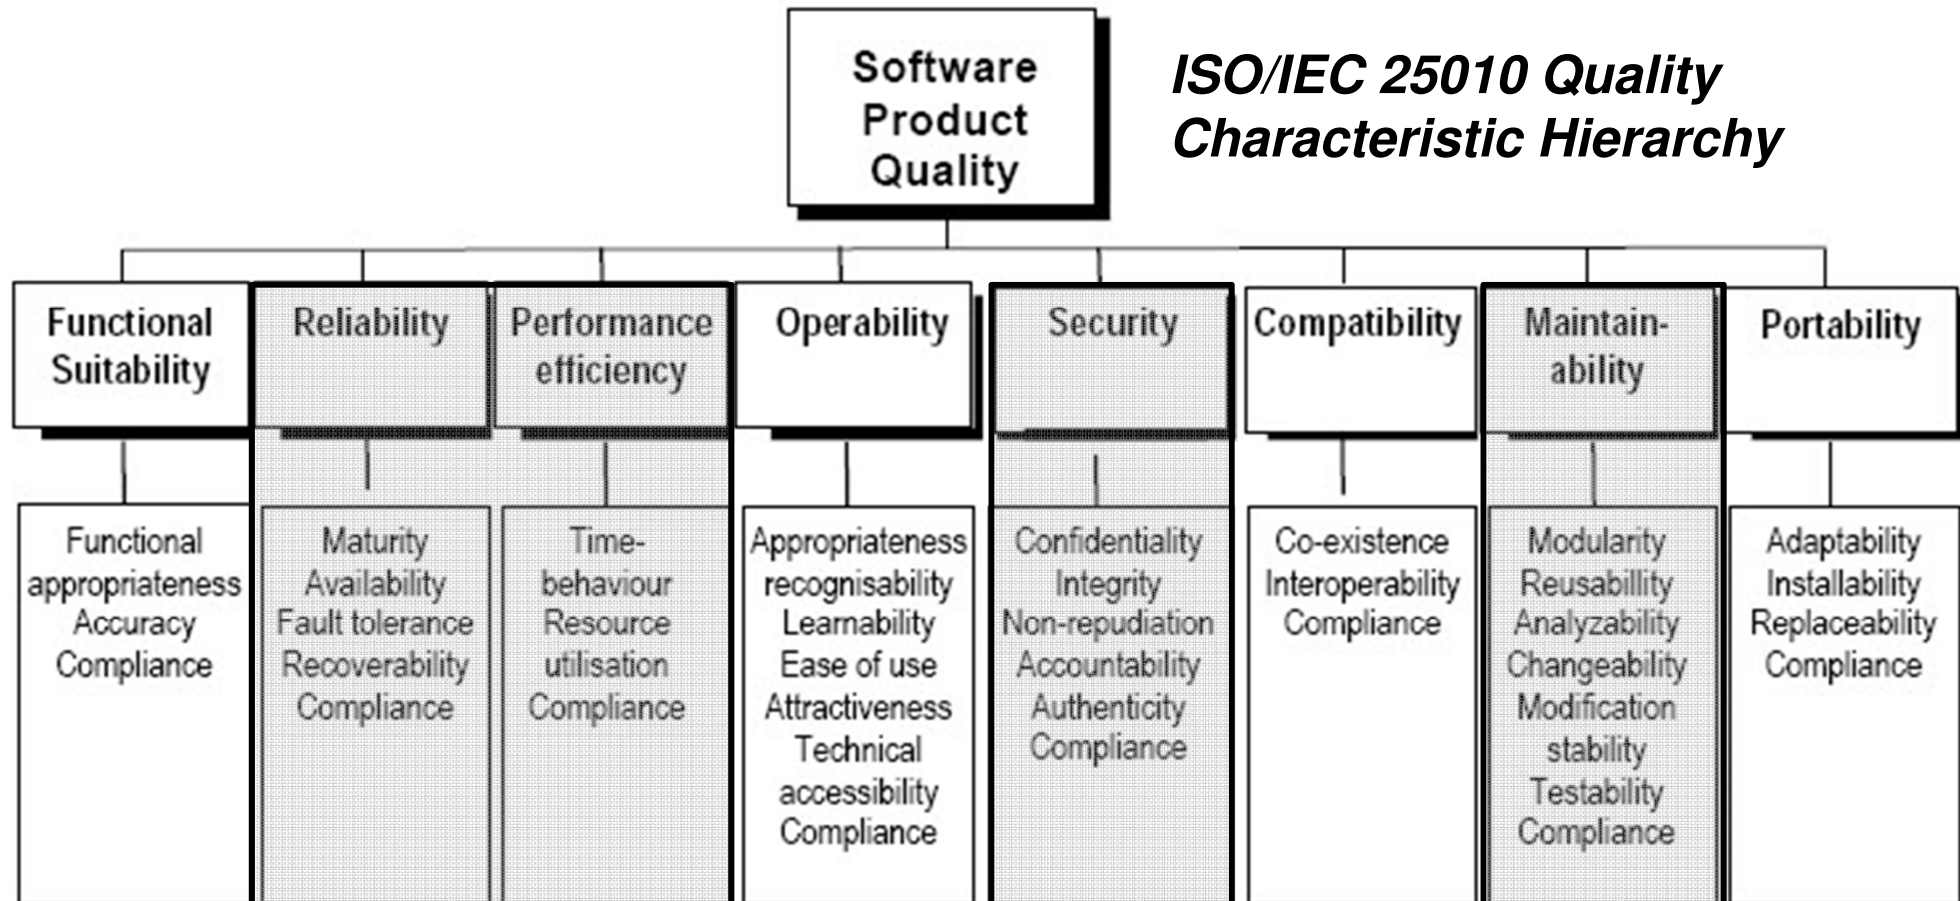 Software
Product
Quality
ISO/IEC 25010 Quality
Characteristic Hierarchy
Functional
Suitability
Reliability
Performance
efficiency
Operability
Security
Compatibility
Maintain-
ability
Portability
Functional
appropriateness
Accuracy
Compliance
Maturity
Availability
Fault tolerance
Recoverability
Compliance
Time-
behaviour
Resource
utilisation
Compliance
Appropriateness
recognisability
Learnability
Ease of use
Attractiveness
Technical
accessibility
Compliance
Confidentiality
Integrity
Non-repudiation
Accountability
Authenticity
Compliance
Co-existence
Interoperability
Compliance
Modularity
Reusabillity
Analyzability
Changeability
Modification
stability
Testability
Compliance
Adaptability
Installability
Replaceability
Compliance